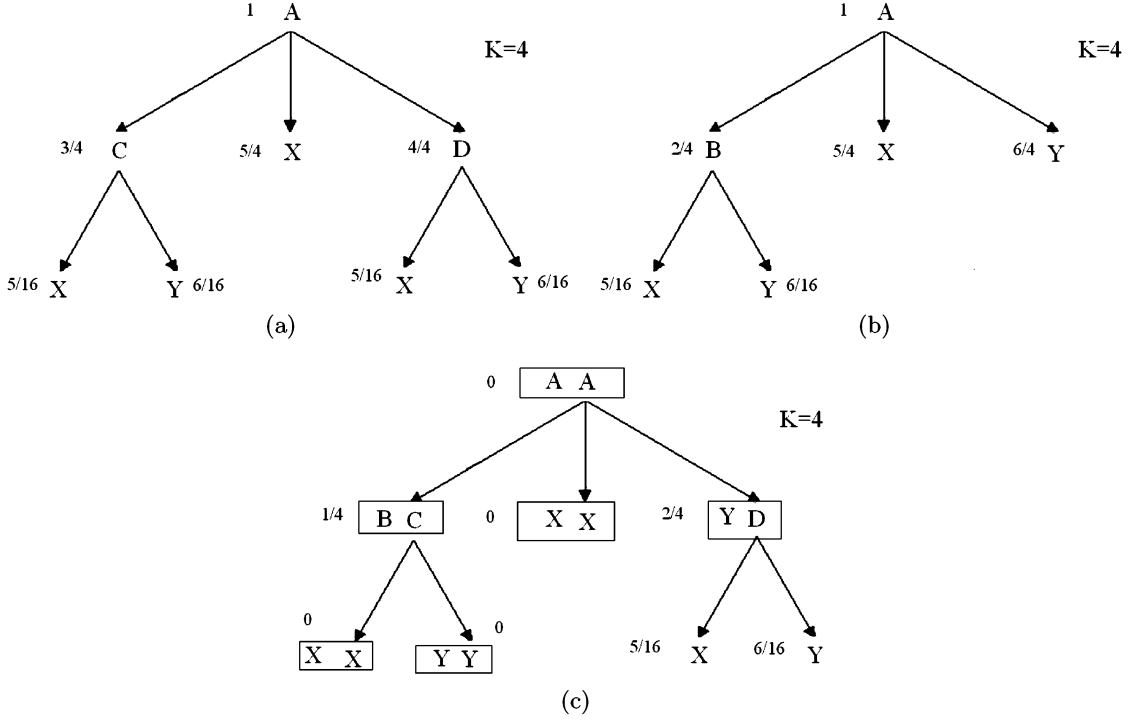 1 A 1 A
K=4 K=4
3/4 C 5/4 X 4/4 D 2/4 B 5/4 X 6/4 Y
5/16 X Y 6/16 5/16 X Y 6/16 5/16 X Y 6/16
(a) (b)
0 A A
K=4
1/4 B C 0 X X 2/4 Y D
0 0
X X Y Y 5/16 X 6/16 Y
(c)